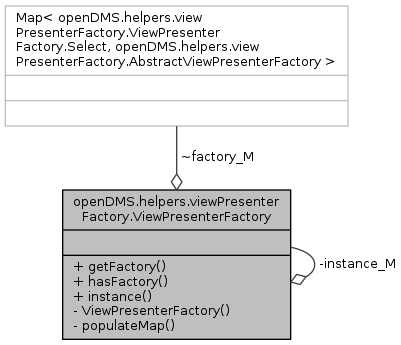 Map< openDMS.helpers.view
PresenterFactory.ViewPresenter
Factory.Select, openDMS.helpers.view
PresenterFactory.AbstractViewPresenterFactory >
~factory_M
openDMS.helpers.viewPresenter
Factory.ViewPresenterFactory
+ getFactory()
+ hasFactory()
+ instance()
- ViewPresenterFactory()
- populateMap()
-instance_M